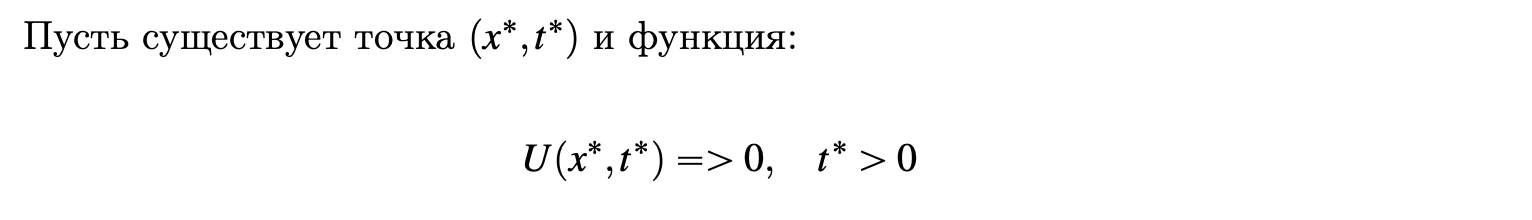 Пусть существует точка (x*,t*) и функция:
U(x*,t*) => 0, t* > 0